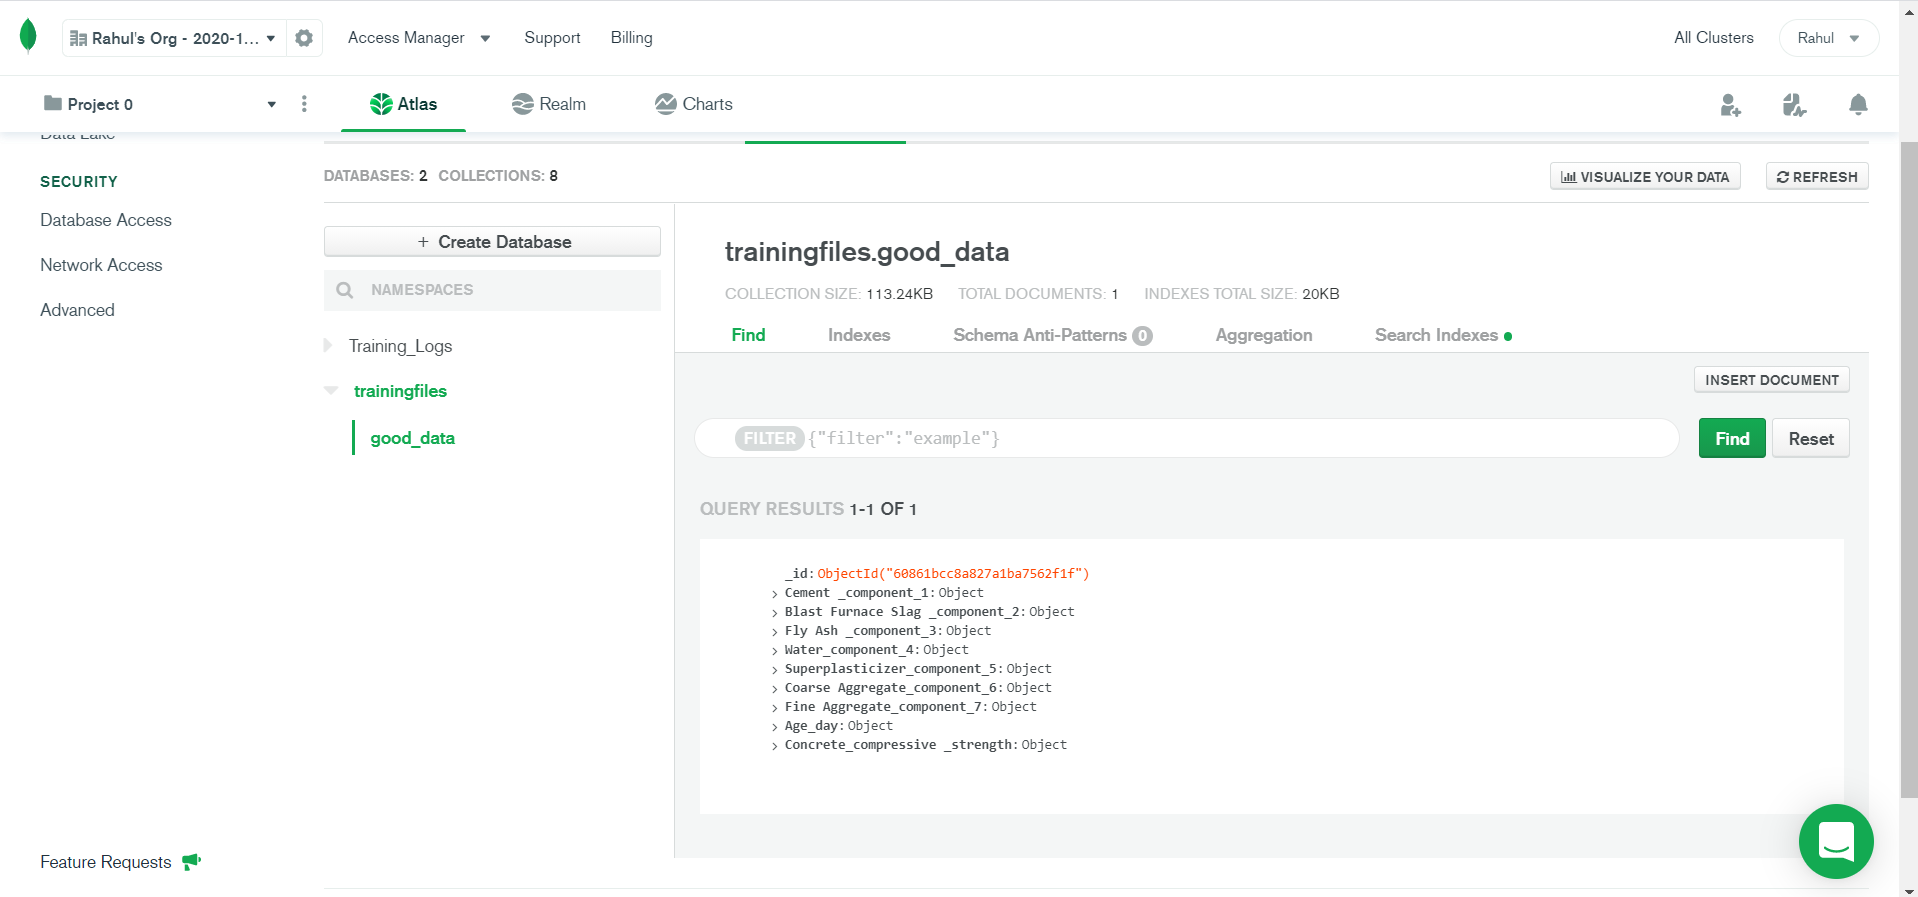 Rahul's Org - 2020-1...
Access Manager
Support
Billing
All Clusters
Rahul
Project 0
Atlas
Realm
Charts
Data Lake
SECURITY
Database Access
Network Access
Advanced
Feature Requests
DATABASES: 2 COLLECTIONS: 8
VISUALIZE YOUR DATA
REFRESH
+ Create Database
NAMESPACES
Training_Logs
trainingfiles
good_data
trainingfiles.good_data
COLLECTION SIZE: 113.24KB TOTAL DOCUMENTS: 1 INDEXES TOTAL SIZE: 20KB
Find
Indexes
Schema Anti-Patterns 0
Aggregation
Search Indexes
INSERT DOCUMENT
FILTER {"filter":"example"}
Find
Reset
QUERY RESULTS 1-1 OF 1
_id: ObjectId("60861bcc8a827a1ba7562f1f")
Cement _component_1: Object
Blast Furnace Slag _component_2: Object
Fly Ash _component_3: Object
Water_component_4: Object
Superplasticizer_component_5: Object
Coarse Aggregate_component_6: Object
Fine Aggregate_component_7: Object
Age_day: Object
Concrete_compressive _strength: Object